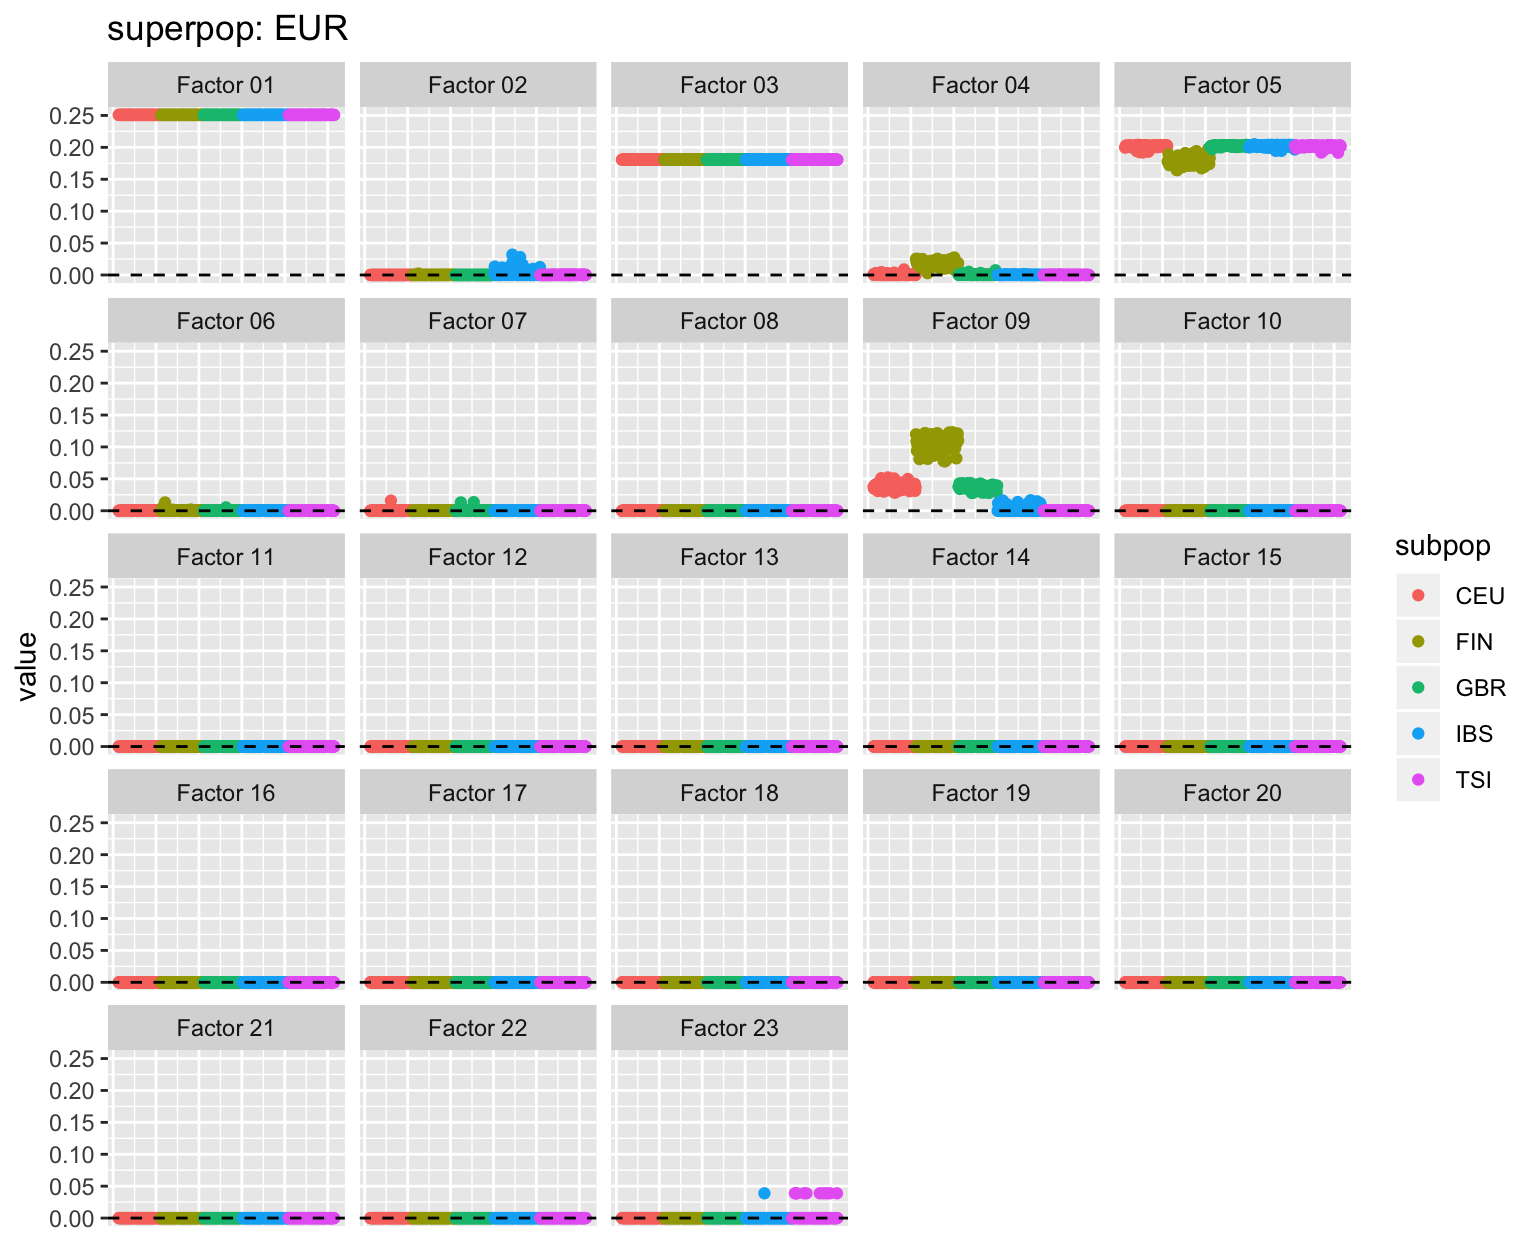 superpop: EUR
Factor 01 Factor 02 Factor 03 Factor 04 Factor 05
0.25
0.20
0.15
0.10
0.05
0.00
Factor 06 Factor 07 Factor 08 Factor 09 Factor 10
0.25
0.20
0.15
0.10
0.05
0.00
Factor 11 Factor 12 Factor 13 Factor 14 Factor 15
0.25
0.20
0.15
0.10
0.05
0.00
Factor 16 Factor 17 Factor 18 Factor 19 Factor 20
0.25
0.20
0.15
0.10
0.05
0.00
Factor 21 Factor 22 Factor 23
0.25
0.20
0.15
0.10
0.05
0.00
value
subpop
CEU
FIN
GBR
IBS
TSI